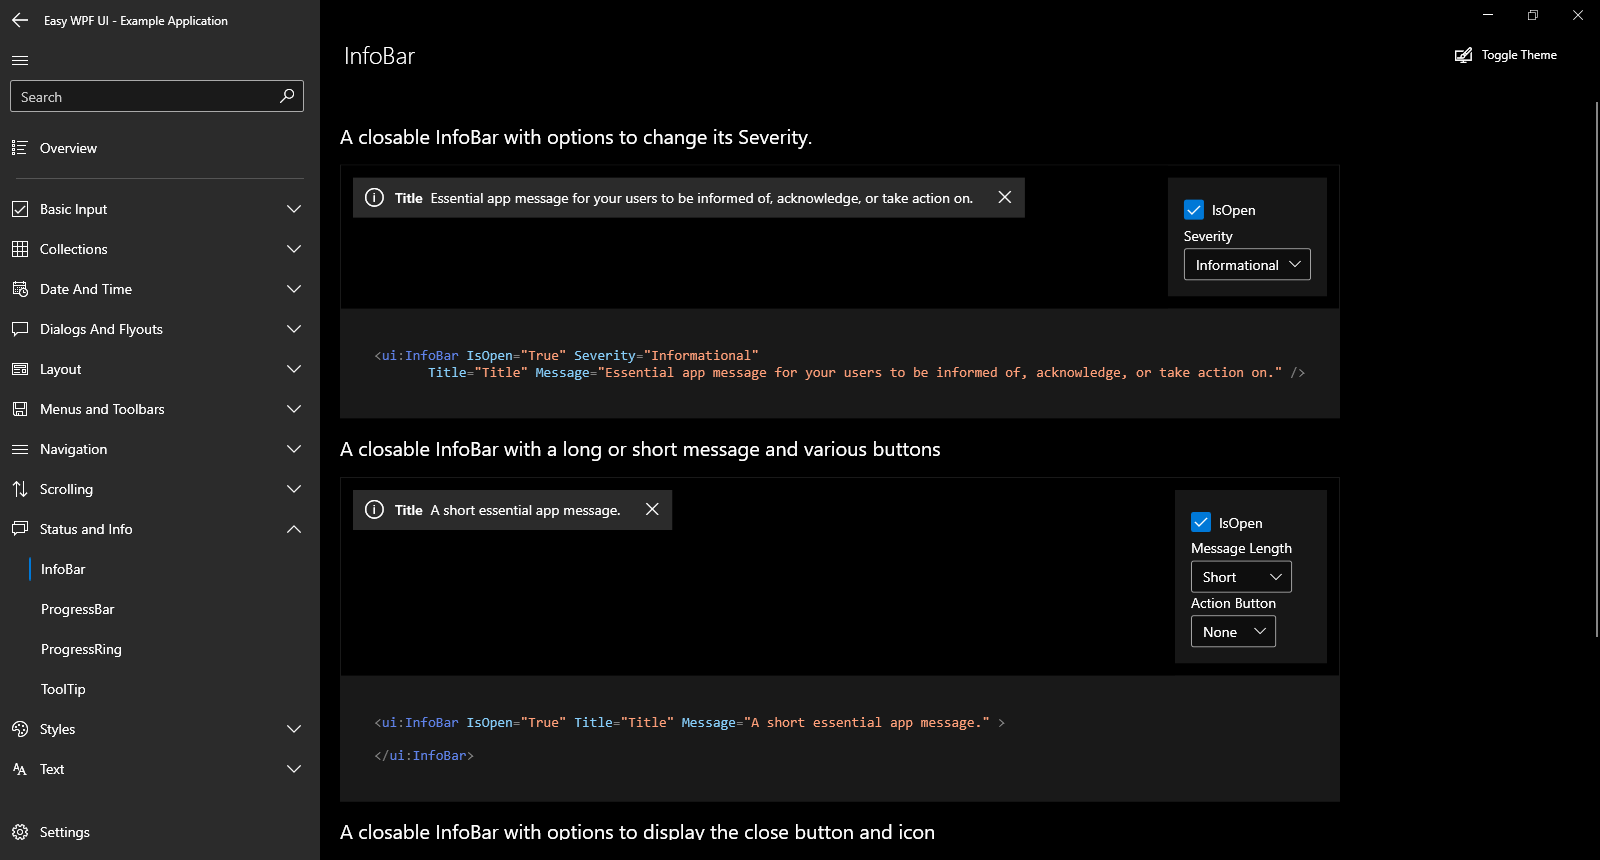 Easy WPF UI - Example Application
Search
Overview
Basic Input
Collections
Date And Time
Dialogs And Flyouts
Layout
Menus and Toolbars
Navigation
Scrolling
Status and Info
InfoBar
ProgressBar
ProgressRing
ToolTip
Styles
Text
Settings
InfoBar
Toggle Theme
A closable InfoBar with options to change its Severity.
Title Essential app message for your users to be informed of, acknowledge, or take action on.
IsOpen
Severity
Informational
<ui:InfoBar IsOpen="True" Severity="Informational"
Title="Title" Message="Essential app message for your users to be informed of, acknowledge, or take action on." />
A closable InfoBar with a long or short message and various buttons
Title A short essential app message.
IsOpen
Message Length
Short
Action Button
None
<ui:InfoBar IsOpen="True" Title="Title" Message="A short essential app message." >
</ui:InfoBar>
A closable InfoBar with options to display the close button and icon